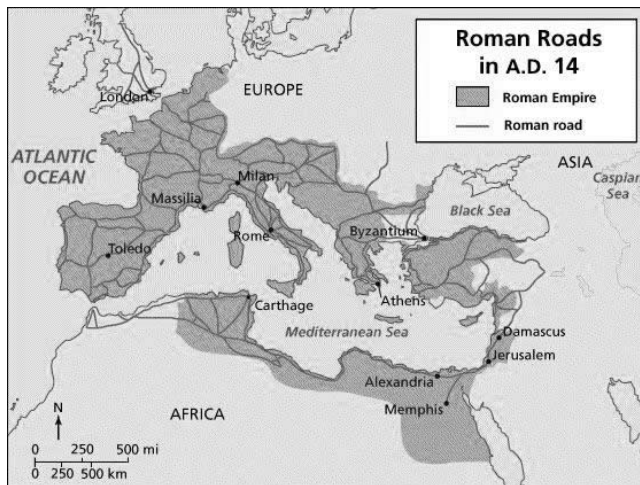 Roman Roads
in A.D. 14
Roman Empire
Roman road
London
EUROPE
ATLANTIC
OCEAN
ASIA
Caspian
Sea
Milan
Massilia
Black Sea
Rome
Byzantium
Toledo
Athens
Carthage
Mediterranean Sea
Damascus
Jerusalem
Alexandria
Memphis
AFRICA
N
0 250 500 mi
0 250 500 km